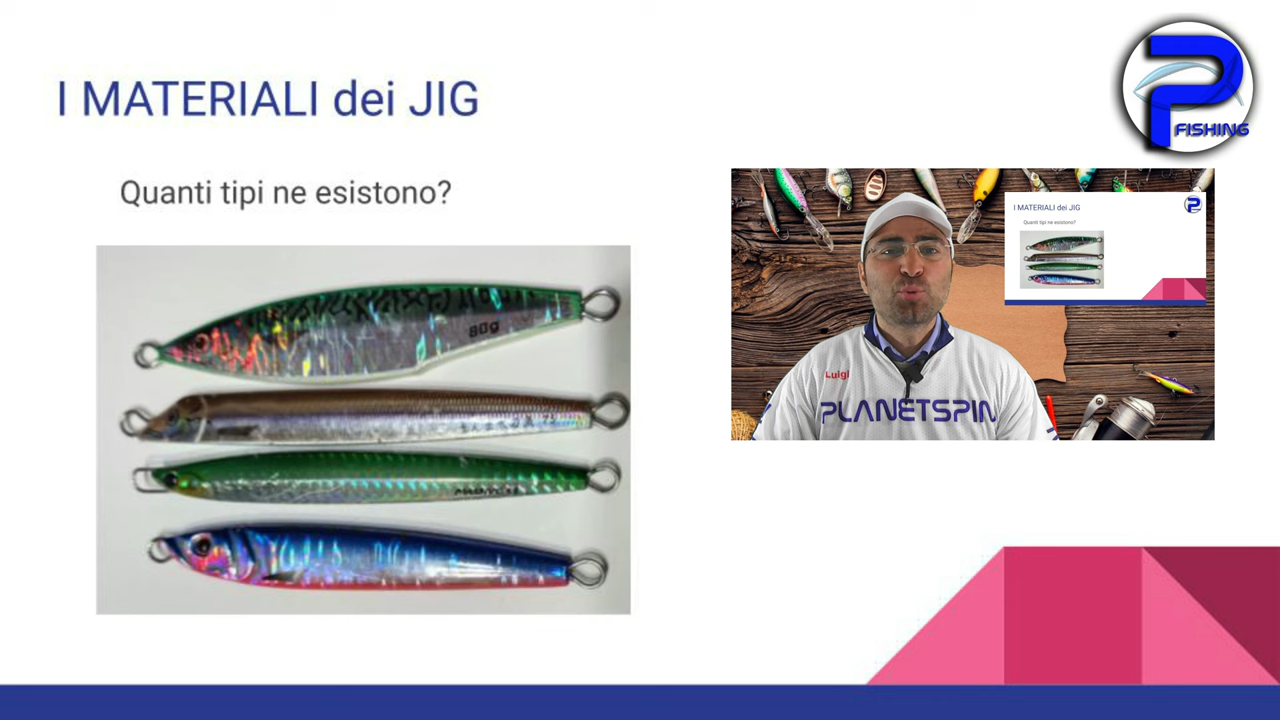 I MATERIALI dei JIG
Quanti tipi ne esistono?
80g
P
FISHING
I MATERIALI dei JIG
Quanti tipi ne esistono?
Luigi
PLANETSPIN